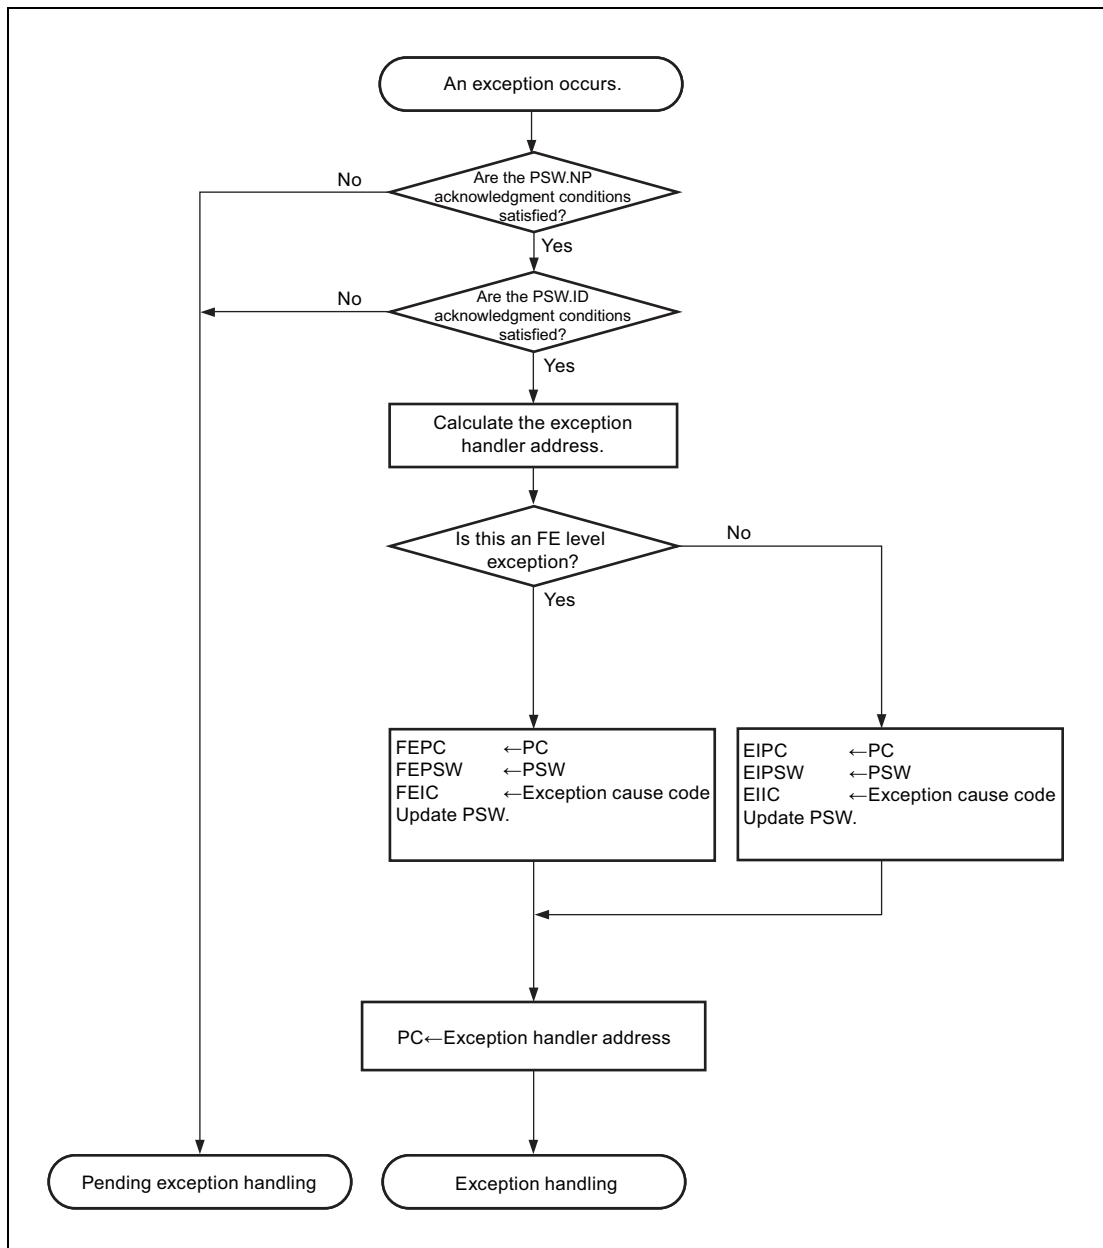 An exception occurs.
No
Are the PSW.NP
acknowledgment conditions
satisfied?
Yes
No
Are the PSW.ID
acknowledgment conditions
satisfied?
Yes
Calculate the exception
handler address.
Is this an FE level
exception?
No
Yes
FEPC ←PC
FEPSW ←PSW
FEIC ←Exception cause code
Update PSW.
EIPC ←PC
EIPSW ←PSW
EIIC ←Exception cause code
Update PSW.
PC←Exception handler address
Pending exception handling
Exception handling